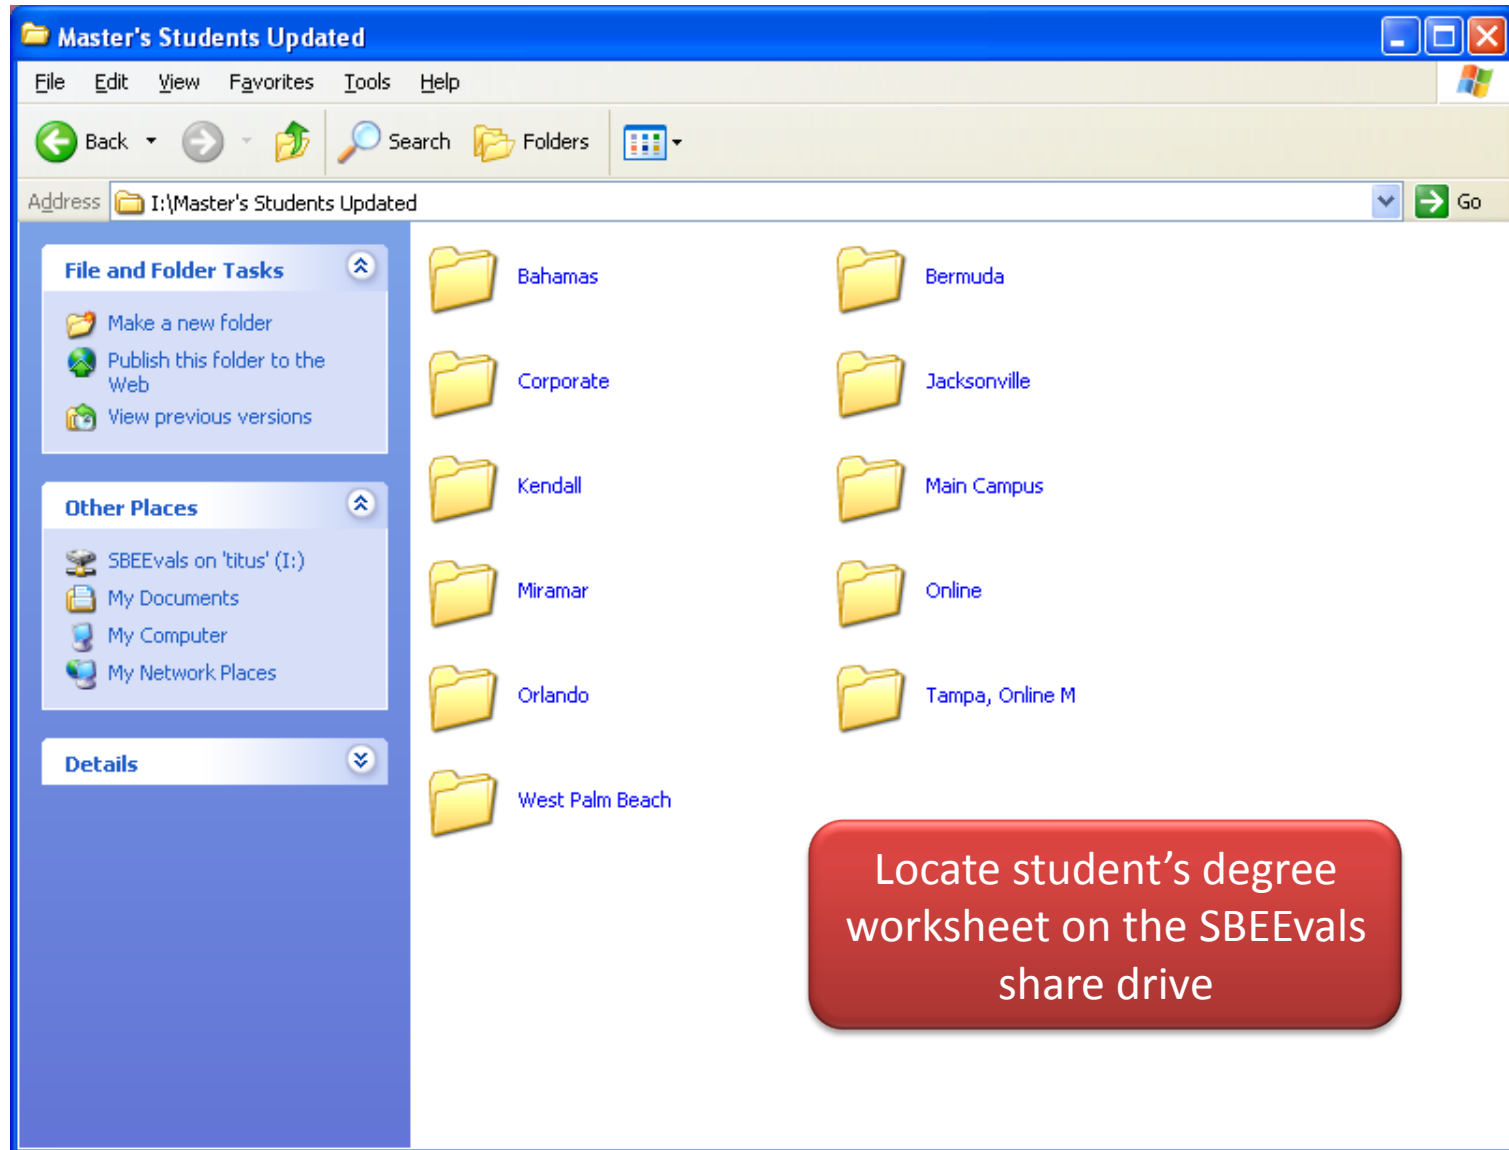 Master's Students Updated
File Edit View Favorites Tools Help
Back Search Folders
Address I:\Master's Students Updated Go
File and Folder Tasks
Make a new folder
Publish this folder to the
Web
View previous versions
Other Places
SBEEvals on 'titus' (I:)
My Documents
My Computer
My Network Places
Details
Bahamas Bermuda
Corporate Jacksonville
Kendall Main Campus
Miramar Online
Orlando Tampa, Online M
West Palm Beach
Locate student’s degree
worksheet on the SBEEvals
share drive